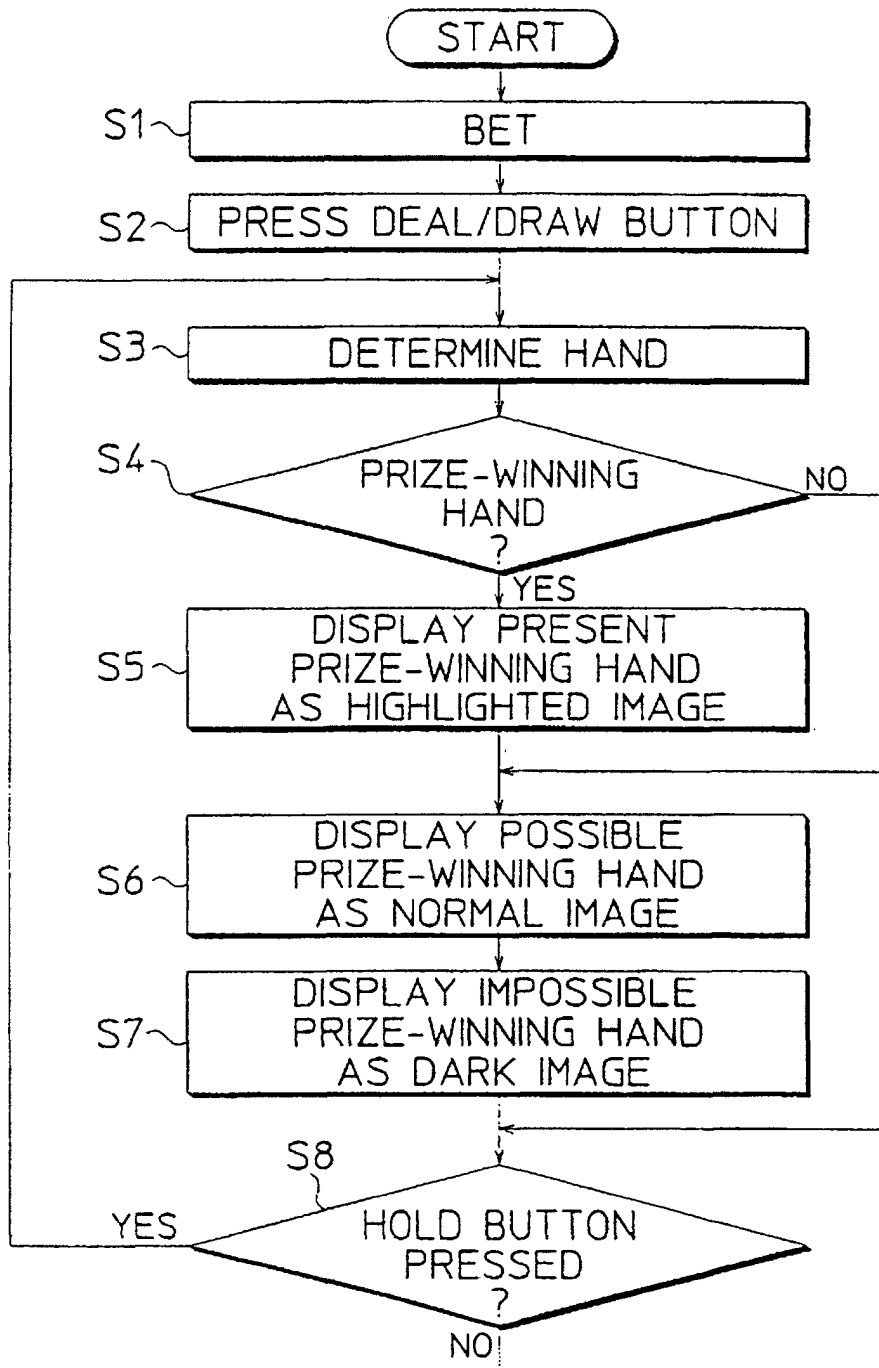 START
S1
BET
S2
PRESS DEAL/DRAW BUTTON
S3
DETERMINE HAND
S4
PRIZE-WINNING
HAND
?
NO
YES
S5
DISPLAY PRESENT
PRIZE-WINNING HAND
AS HIGHLIGHTED IMAGE
S6
DISPLAY POSSIBLE
PRIZE-WINNING HAND
AS NORMAL IMAGE
S7
DISPLAY IMPOSSIBLE
PRIZE-WINNING HAND
AS DARK IMAGE
S8
YES
HOLD BUTTON
PRESSED
?
NO